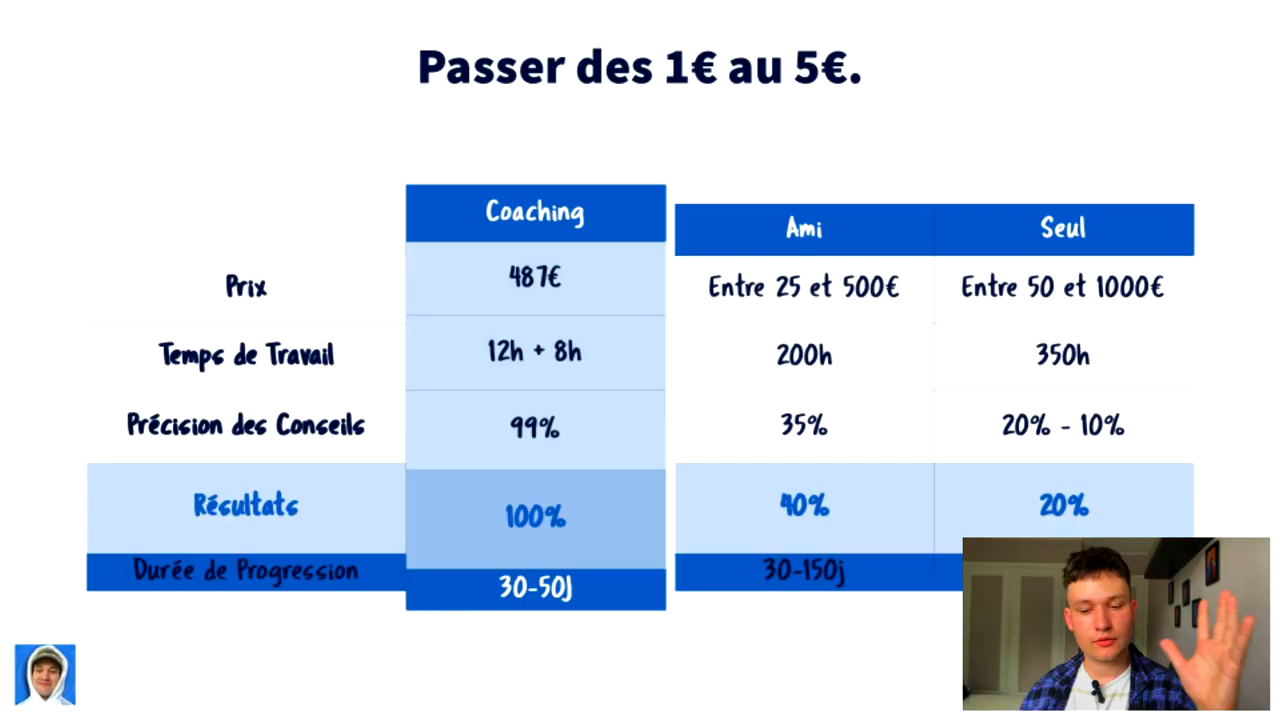 Passer des 1€ au 5€.
Coaching
Ami
Seul
Prix
487€
Entre 25 et 500€
Entre 50 et 1000€
Temps de Travail
12h + 8h
200h
350h
Précision des Conseils
99%
35%
20% - 10%
Résultats
100%
40%
20%
Durée de Progression
30-50J
30-150j